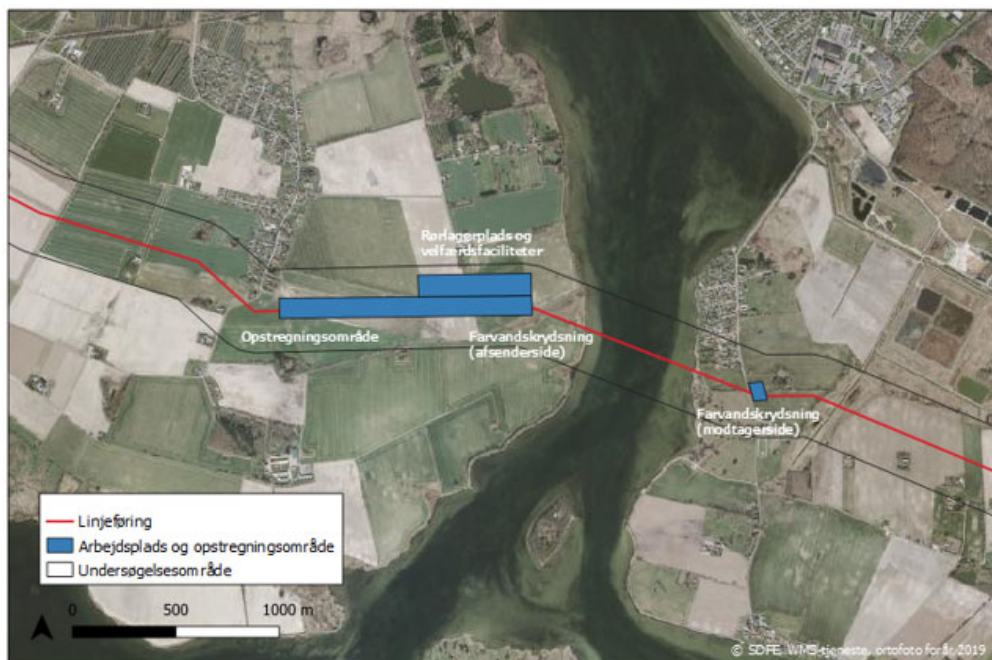 Rørlagerplads og
velfærdsfaciliteter
Opstregningsområde
Farvandskrydsning
(afsenderside)
Farvandskrydsning
(modtagerside)
Linjeføring
Arbejdsplads og opstregningsområde
Undersøgelsesområde
0 500 1000 m
© SDFE, WMS-tjeneste, ortofoto forår 2019